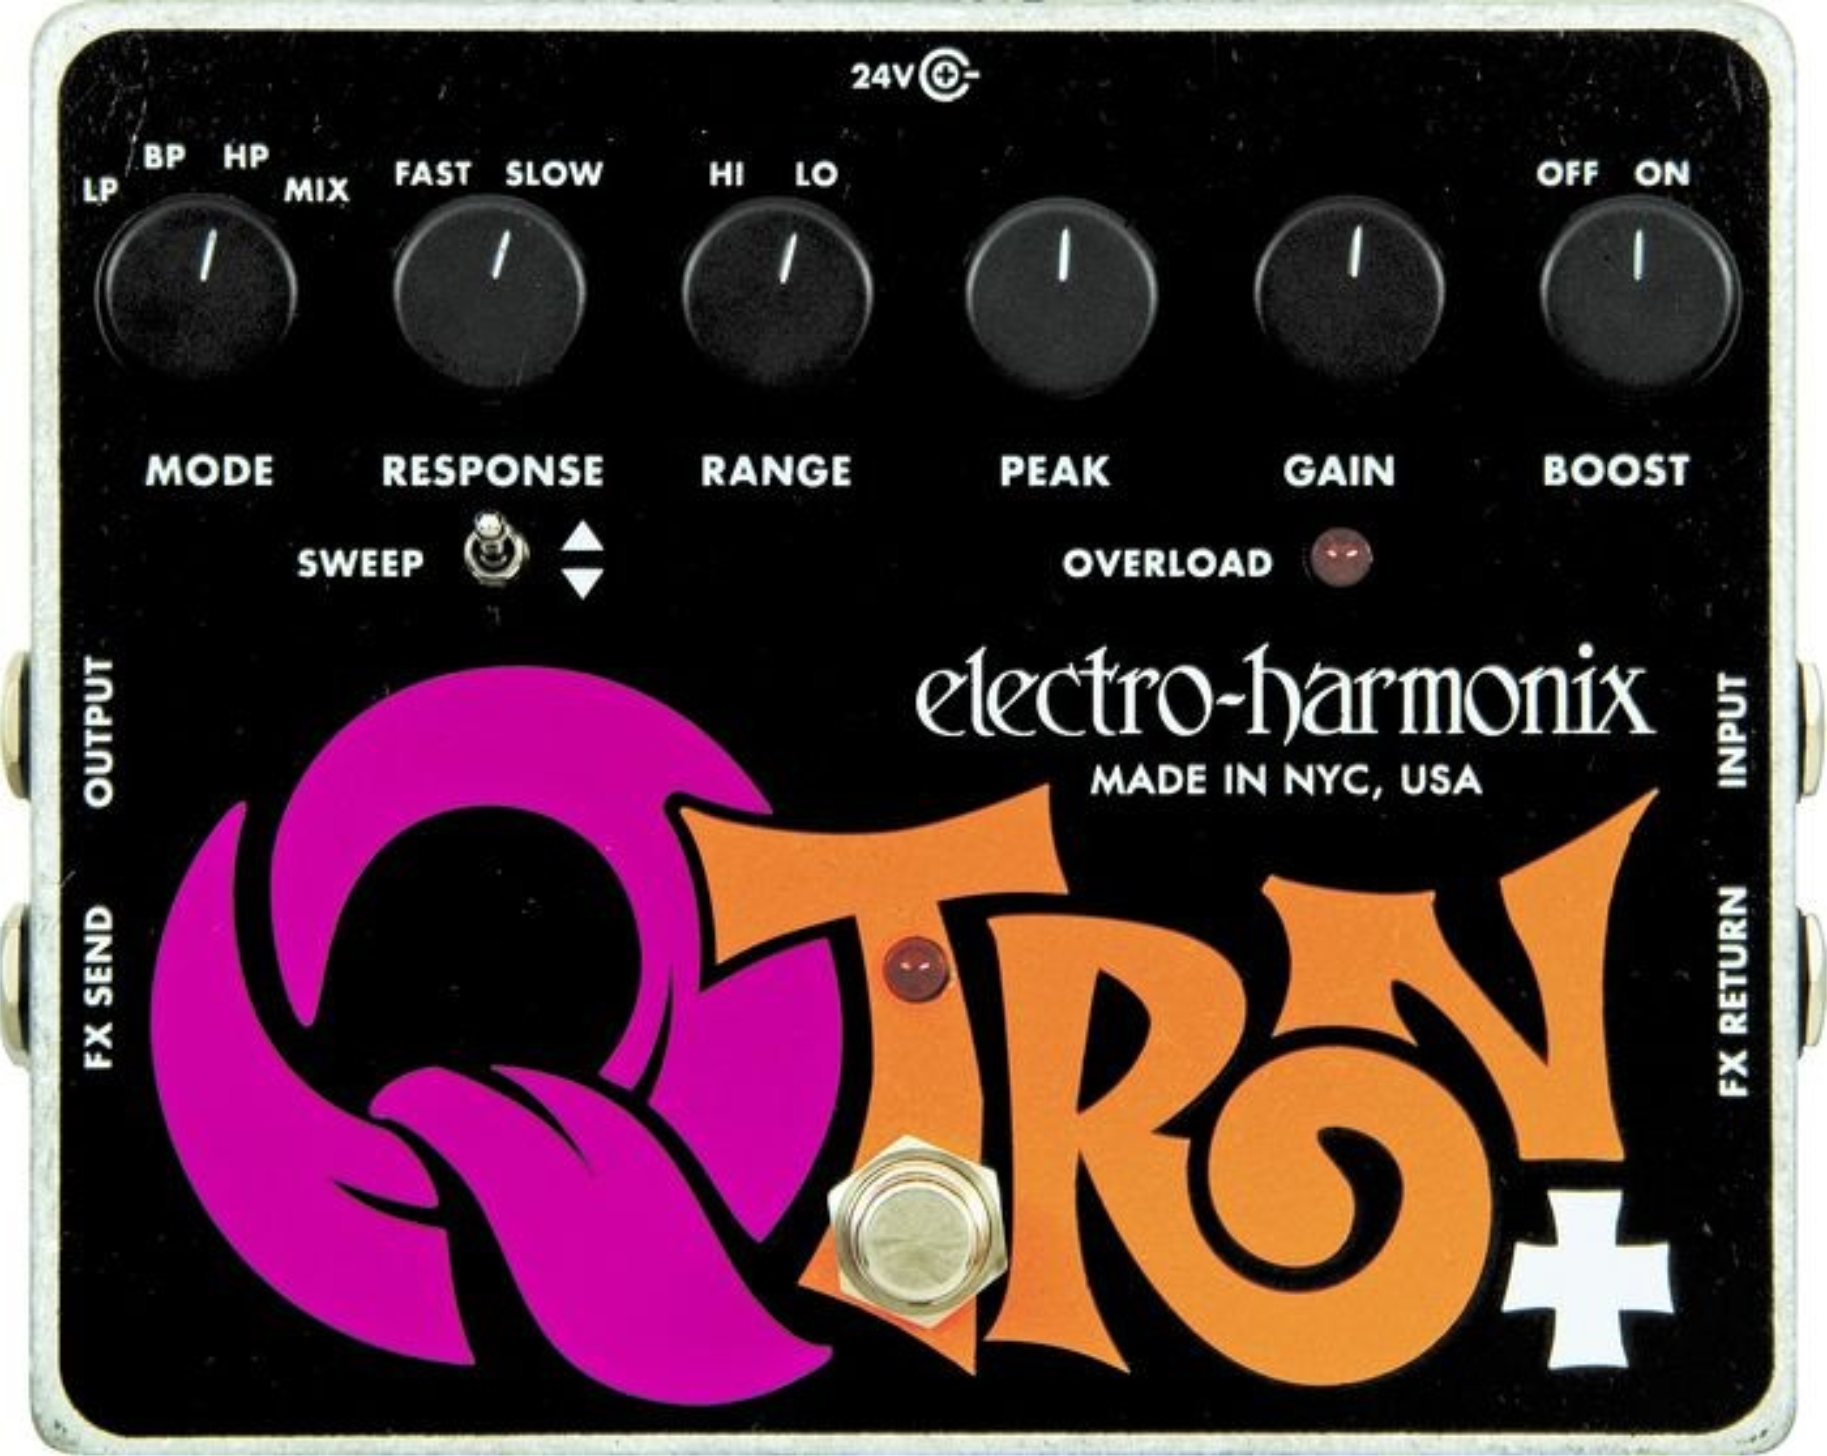 24V
LP BP HP MIX FAST SLOW HI LO OFF ON
MODE RESPONSE RANGE PEAK GAIN BOOST
SWEEP OVERLOAD
electro-harmonix
MADE IN NYC, USA
OUTPUT
INPUT
FX SEND
FX RETURN
QTRON+